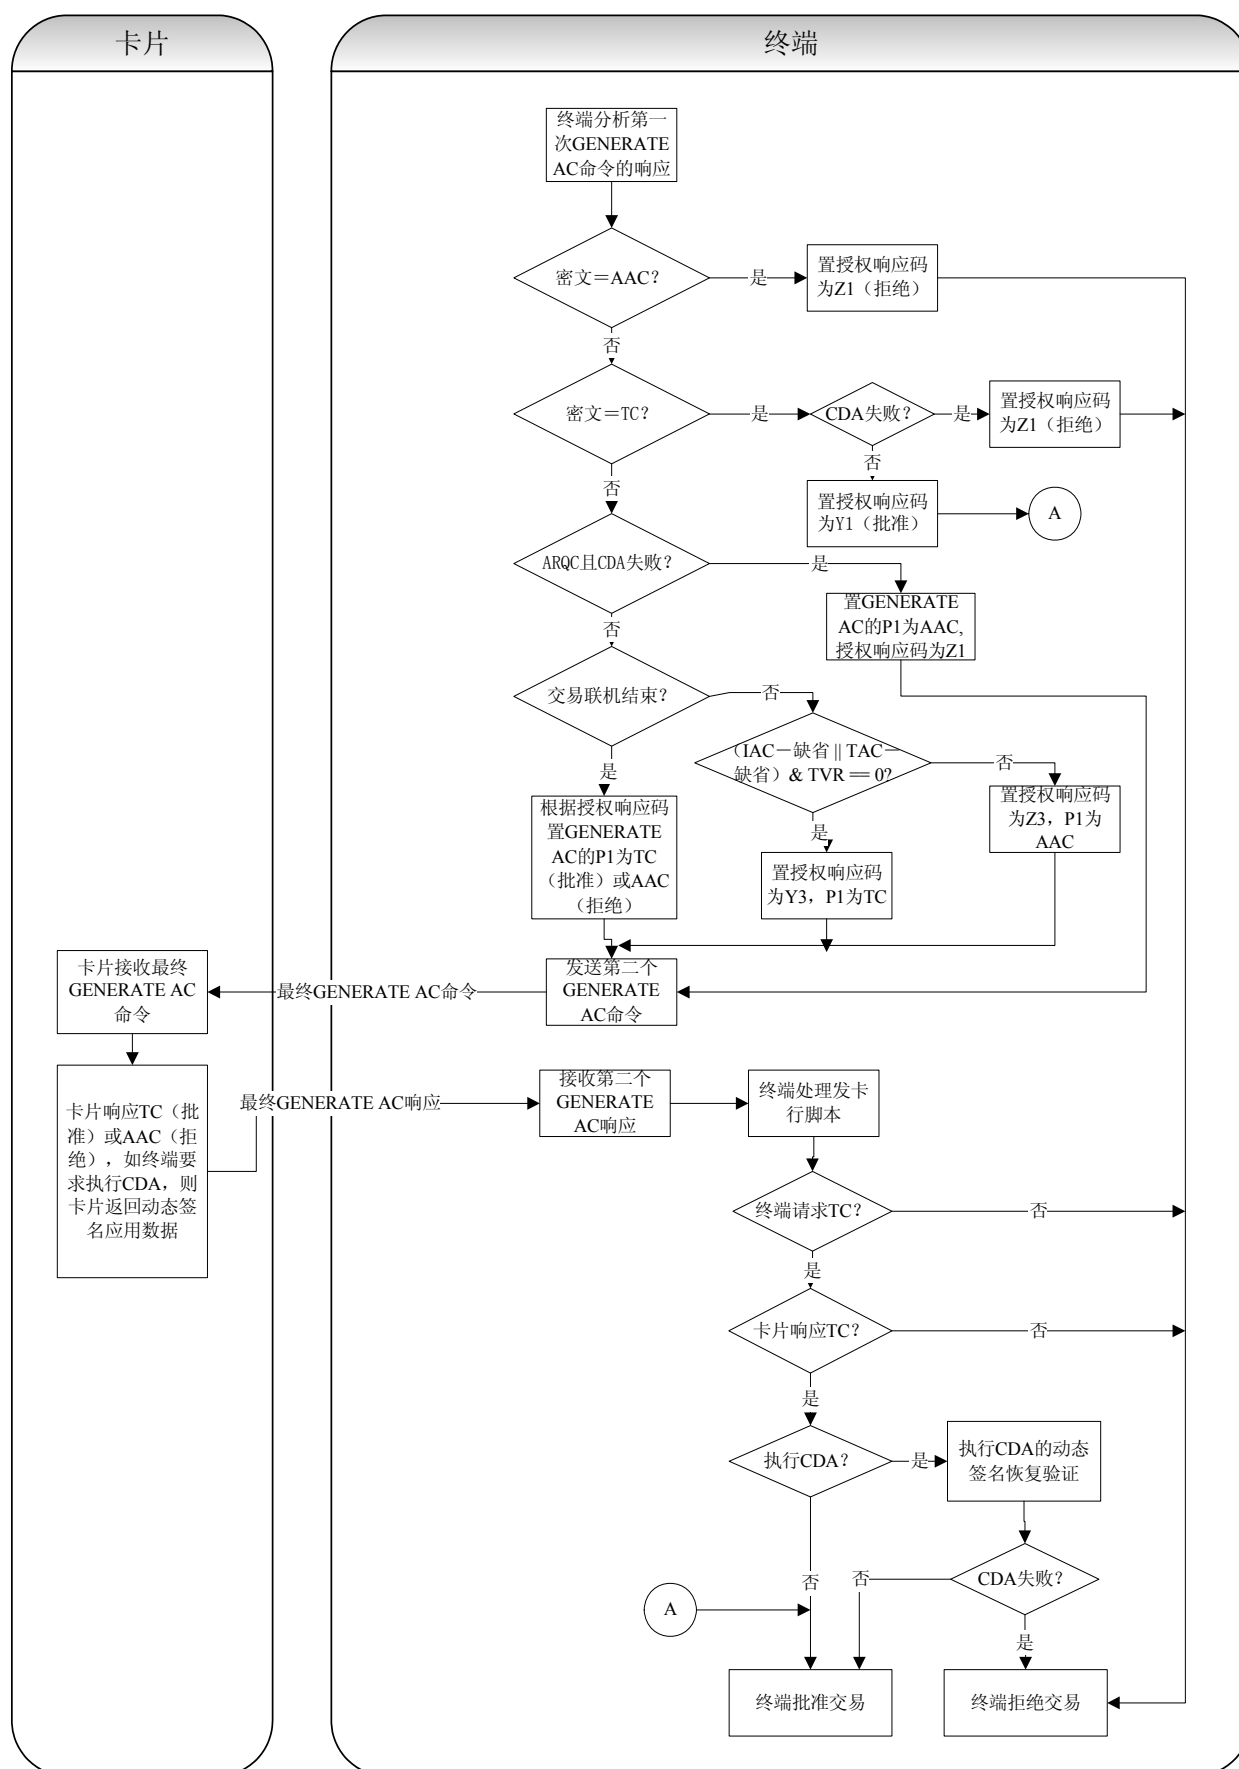 卡片
终端
终端分析第一
次GENERATE
AC命令的响应
密文＝AAC？
是
置授权响应码
为Z1（拒绝）
否
密文＝TC？
是
CDA失败？
是
置授权响应码
为Z1（拒绝）
否
否
置授权响应码
为Y1（批准）
A
ARQC且CDA失败？
是
置GENERATE
AC的P1为AAC,
授权响应码为Z1
否
交易联机结束？
否
（IAC－缺省 || TAC－
缺省）& TVR == 0?
否
置授权响应码
为Z3，P1为
AAC
是
根据授权响应码
置GENERATE
AC的P1为TC
（批准）或AAC
（拒绝）
是
置授权响应码
为Y3，P1为TC
卡片接收最终
GENERATE AC
命令
最终GENERATE AC命令
发送第二个
GENERATE
AC命令
卡片响应TC（批
准）或AAC（拒
绝），如终端要
求执行CDA，则
卡片返回动态签
名应用数据
最终GENERATE AC响应
接收第二个
GENERATE
AC响应
终端处理发卡
行脚本
终端请求TC？
否
是
卡片响应TC？
否
是
执行CDA？
是
执行CDA的动态
签名恢复验证
否
否
CDA失败？
A
是
终端批准交易
终端拒绝交易